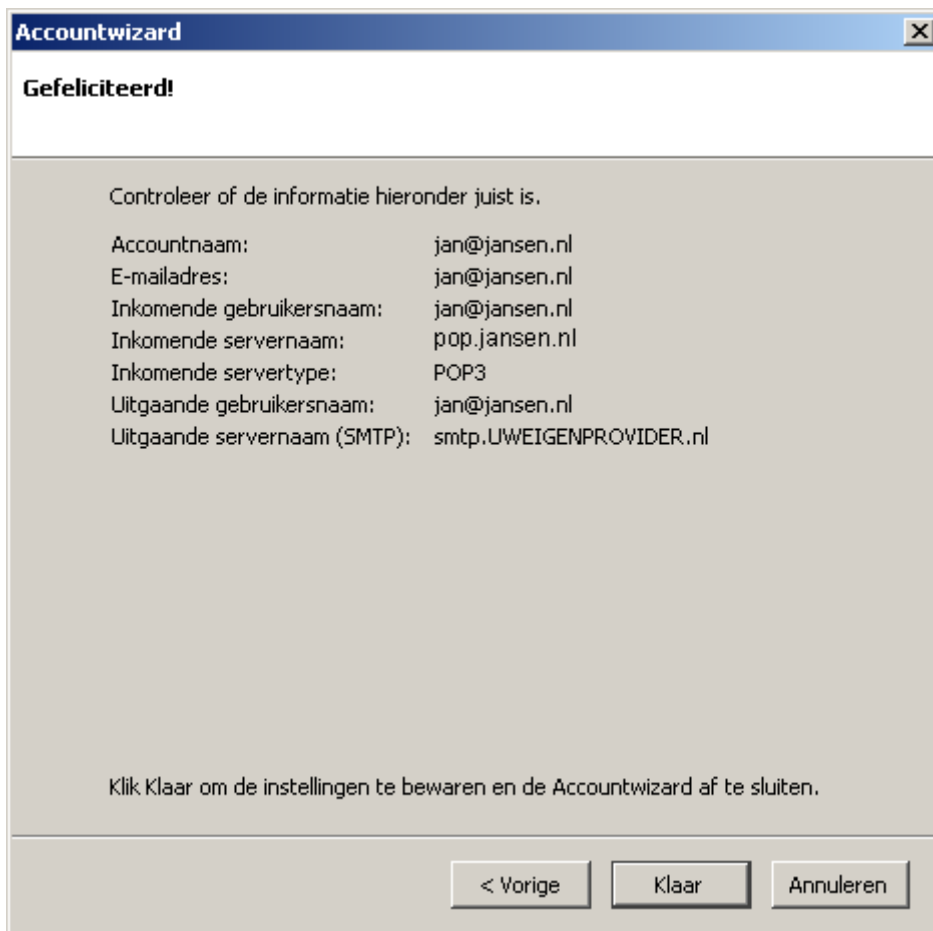 Accountwizard
Gefeliciteerd!
Controleer of de informatie hieronder juist is.
Accountnaam: jan@jansen.nl
E-mailadres: jan@jansen.nl
Inkomende gebruikersnaam: jan@jansen.nl
Inkomende servernaam: pop.jansen.nl
Inkomende servertype: POP3
Uitgaande gebruikersnaam: jan@jansen.nl
Uitgaande servernaam (SMTP): smtp.UWEIGENPROVIDER.nl
Klik Klaar om de instellingen te bewaren en de Accountwizard af te sluiten.
< Vorige Klaar Annuleren